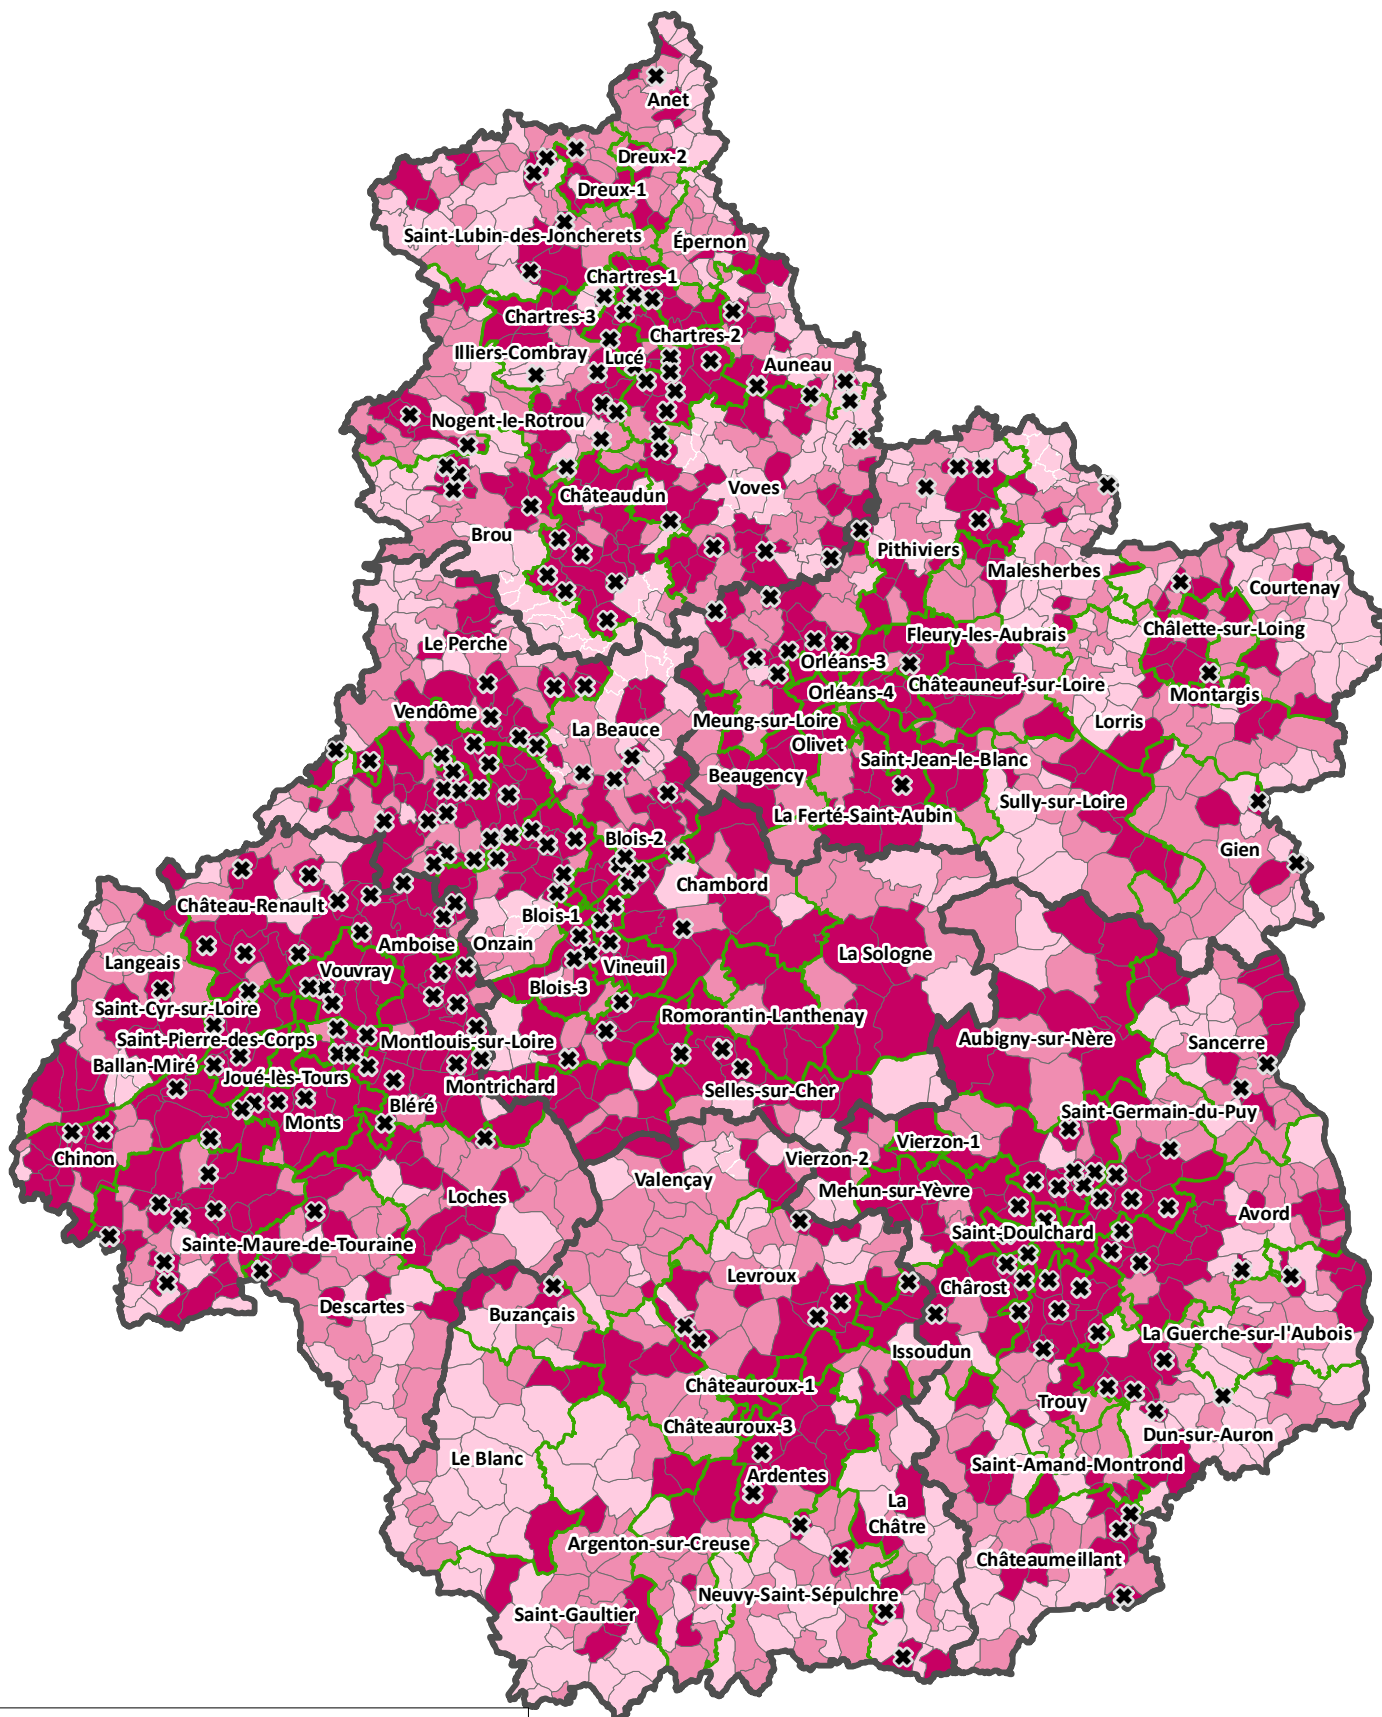 Anet
Dreux-2
Dreux-1
Saint-Lubin-des-Joncherets
Épernon
Chartres-1
Chartres-3
Chartres-2
Illiers-Combray
Lucé
Auneau
Nogent-le-Rotrou
Châteaudun
Voves
Brou
Pithiviers
Malesherbes
Courtenay
Le Perche
Fleury-les-Aubrais
Châlette-sur-Loing
Orléans-3
Châteauneuf-sur-Loire
Orléans-4
Montargis
Vendôme
Meung-sur-Loire
Lorris
La Beauce
Olivet
Saint-Jean-le-Blanc
Beaugency
Sully-sur-Loire
La Ferté-Saint-Aubin
Blois-2
Gien
Chambord
Château-Renault
Blois-1
Amboise
Onzain
La Sologne
Langeais
Vouvray
Vineuil
Blois-3
Saint-Cyr-sur-Loire
Romorantin-Lanthenay
Saint-Pierre-des-Corps
Montlouis-sur-Loire
Aubigny-sur-Nère
Sancerre
Ballan-Miré
Joué-lès-Tours
Montrichard
Selles-sur-Cher
Bléré
Saint-Germain-du-Puy
Monts
Vierzon-1
Chinon
Vierzon-2
Valençay
Mehun-sur-Yèvre
Loches
Avord
Saint-Doulchard
Sainte-Maure-de-Touraine
Levroux
Chârost
Descartes
Buzançais
La Guerche-sur-l'Aubois
Issoudun
Châteauroux-1
Trouy
Châteauroux-3
Dun-sur-Auron
Le Blanc
Saint-Amand-Montrond
Ardentes
La
Châtre
Argenton-sur-Creuse
Châteaumeillant
Neuvy-Saint-Sépulchre
Saint-Gaultier